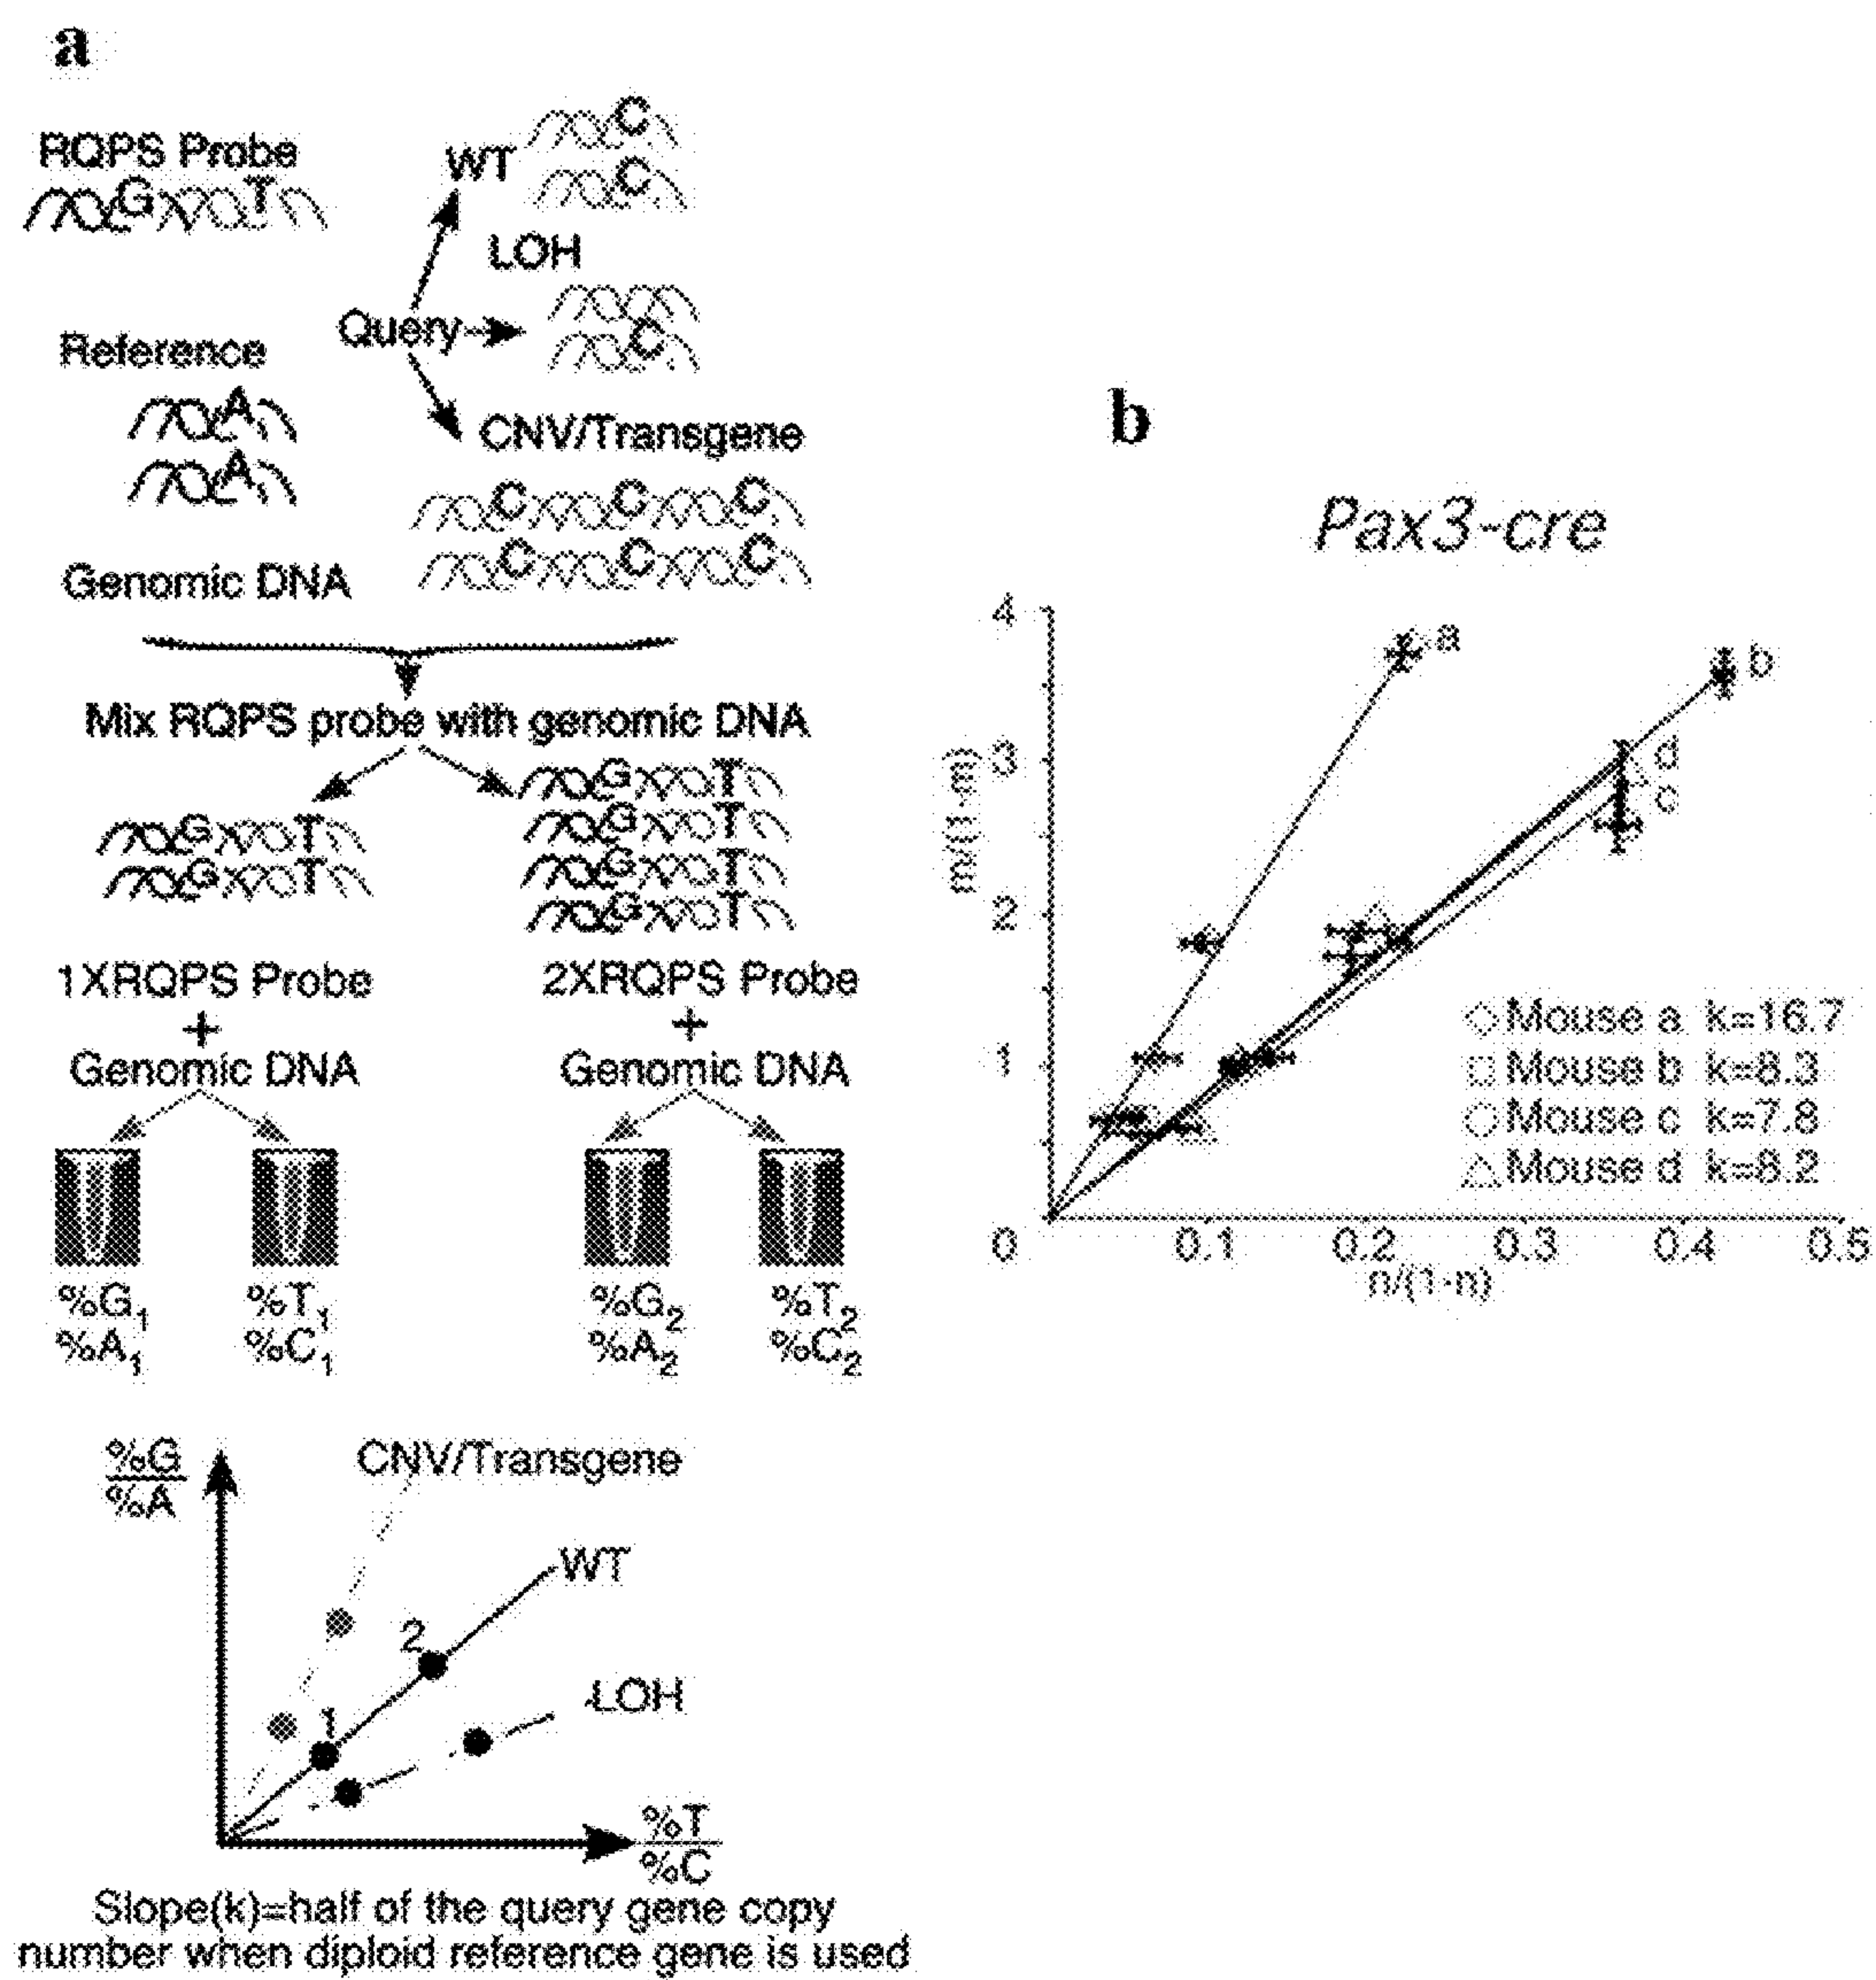 a
RQPS Probe
G T
WT
C
C
LOH
Query
C
Reference
A
A
CNV/Transgene
C C C
C C C
Genomic DNA
Mix RQPS probe with genomic DNA
G T
G T
G T
G T
G T
G T
1XRQPS Probe
+
Genomic DNA
2XRQPS Probe
+
Genomic DNA
%G1
%A1
%T1
%C1
%G2
%A2
%T2
%C2
%G
%A
CNV/Transgene
WT
2
1
LOH
%T
%C
Slope(k)=half of the query gene copy
number when diploid reference gene is used
b
Pax3-cre
4
3
2
1
0
m/(1-m)
a
b
d
c
Mouse a k=16.7
Mouse b k=8.3
Mouse c k=7.8
Mouse d k=8.2
0.1
0.2
0.3
0.4
0.5
n/(1-n)